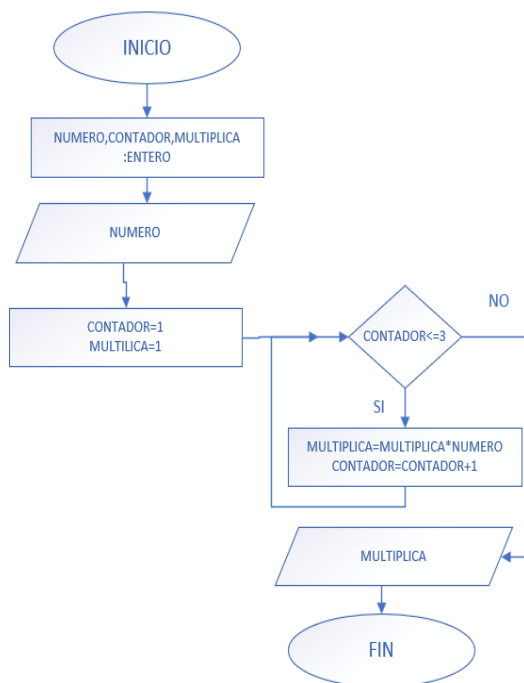 INICIO
NUMERO,CONTADOR,MULTIPLICA
:ENTERO
NUMERO
CONTADOR=1
MULTILICA=1
CONTADOR<=3
NO
SI
MULTIPLICA=MULTIPLICA*NUMERO
CONTADOR=CONTADOR+1
MULTIPLICA
FIN